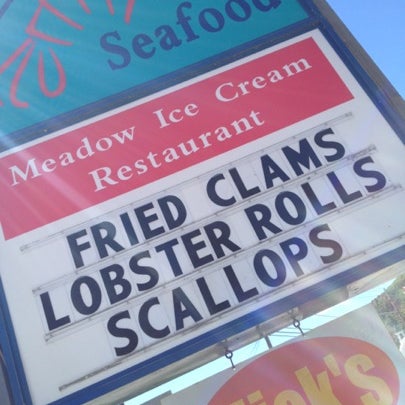 Seafood
Meadow Ice Cream
Restaurant
FRIED CLAMS
LOBSTER ROLLS
SCALLOPS